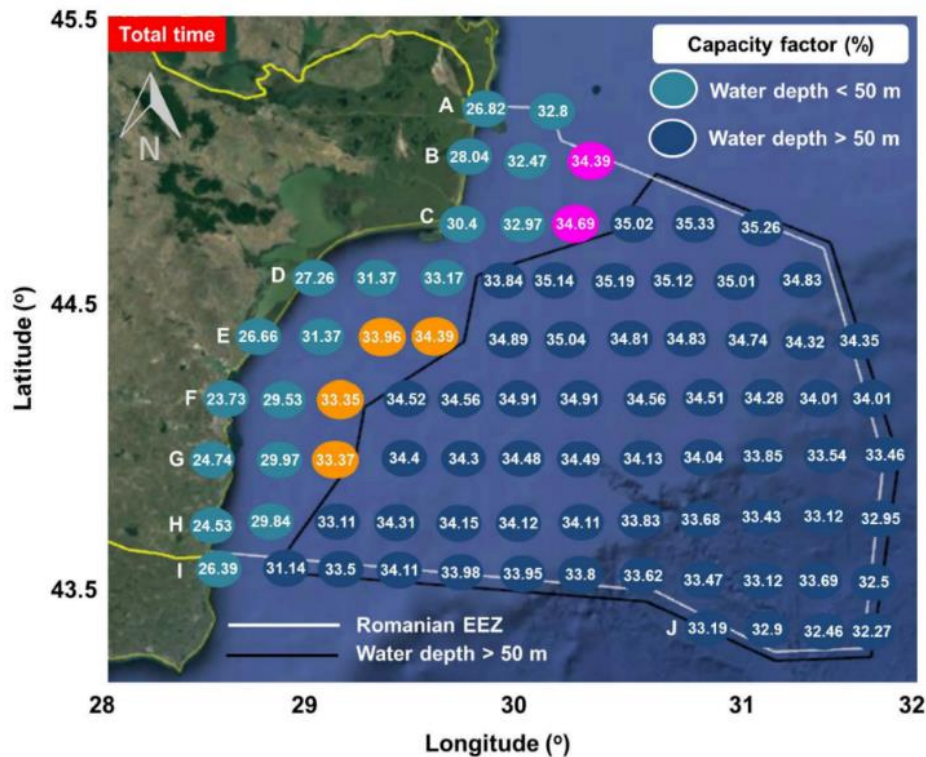 45.5
Total time
Capacity factor (%)
Water depth < 50 m
Water depth > 50 m
N
A 26.82 32.8
B 28.04 32.47 34.39
C 30.4 32.97 34.69 35.02 35.33 35.26
D 27.26 31.37 33.17 33.84 35.14 35.19 35.12 35.01 34.83
44.5
E 26.66 31.37 33.96 34.39 34.89 35.04 34.81 34.83 34.74 34.32 34.35
Latitude (o)
F 23.73 29.53 33.35 34.52 34.56 34.91 34.91 34.56 34.51 34.28 34.01 34.01
G 24.74 29.97 33.37 34.4 34.3 34.48 34.49 34.13 34.04 33.85 33.54 33.46
H 24.53 29.84 33.11 34.31 34.15 34.12 34.11 33.83 33.68 33.43 33.12 32.95
I 26.39 31.14 33.5 34.11 33.98 33.95 33.8 33.62 33.47 33.12 33.69 32.5
43.5
J 33.19 32.9 32.46 32.27
Romanian EEZ
Water depth > 50 m
28 29 30 31 32
Longitude (o)